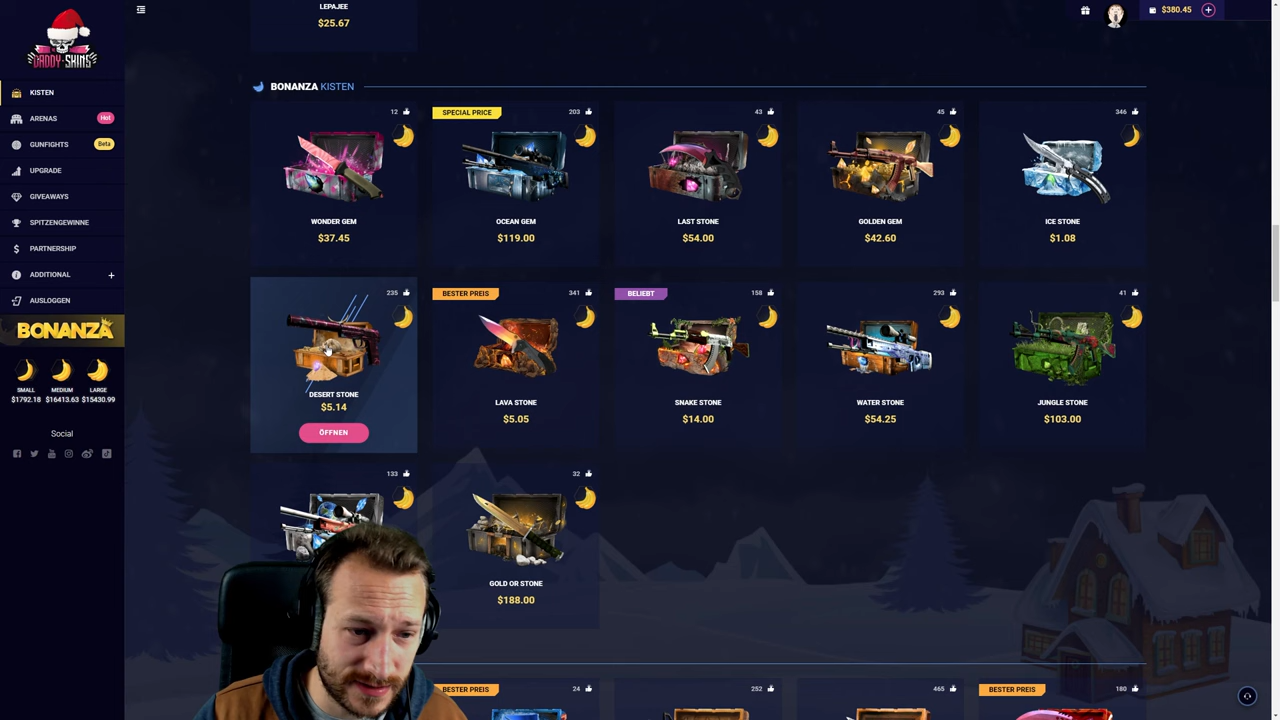 LEPAJEE
$25.67
$380.45
DADDY SKINS
KISTEN
ARENAS Hot
GUNFIGHTS Beta
UPGRADE
GIVEAWAYS
SPITZENGEWINNE
PARTNERSHIP
ADDITIONAL +
AUSLOGGEN
BONANZA
SMALL MEDIUM LARGE
$1792.18 $16413.63 $15430.99
Social
BONANZA KISTEN
12
WONDER GEM
$37.45
SPECIAL PRICE 203
OCEAN GEM
$119.00
43
LAST STONE
$54.00
45
GOLDEN GEM
$42.60
346
ICE STONE
$1.08
235
DESERT STONE
$5.14
ÖFFNEN
BESTER PREIS 341
LAVA STONE
$5.05
BELIEBT 158
SNAKE STONE
$14.00
293
WATER STONE
$54.25
41
JUNGLE STONE
$103.00
133
32
GOLD OR STONE
$188.00
BESTER PREIS 24
252
465
BESTER PREIS 180